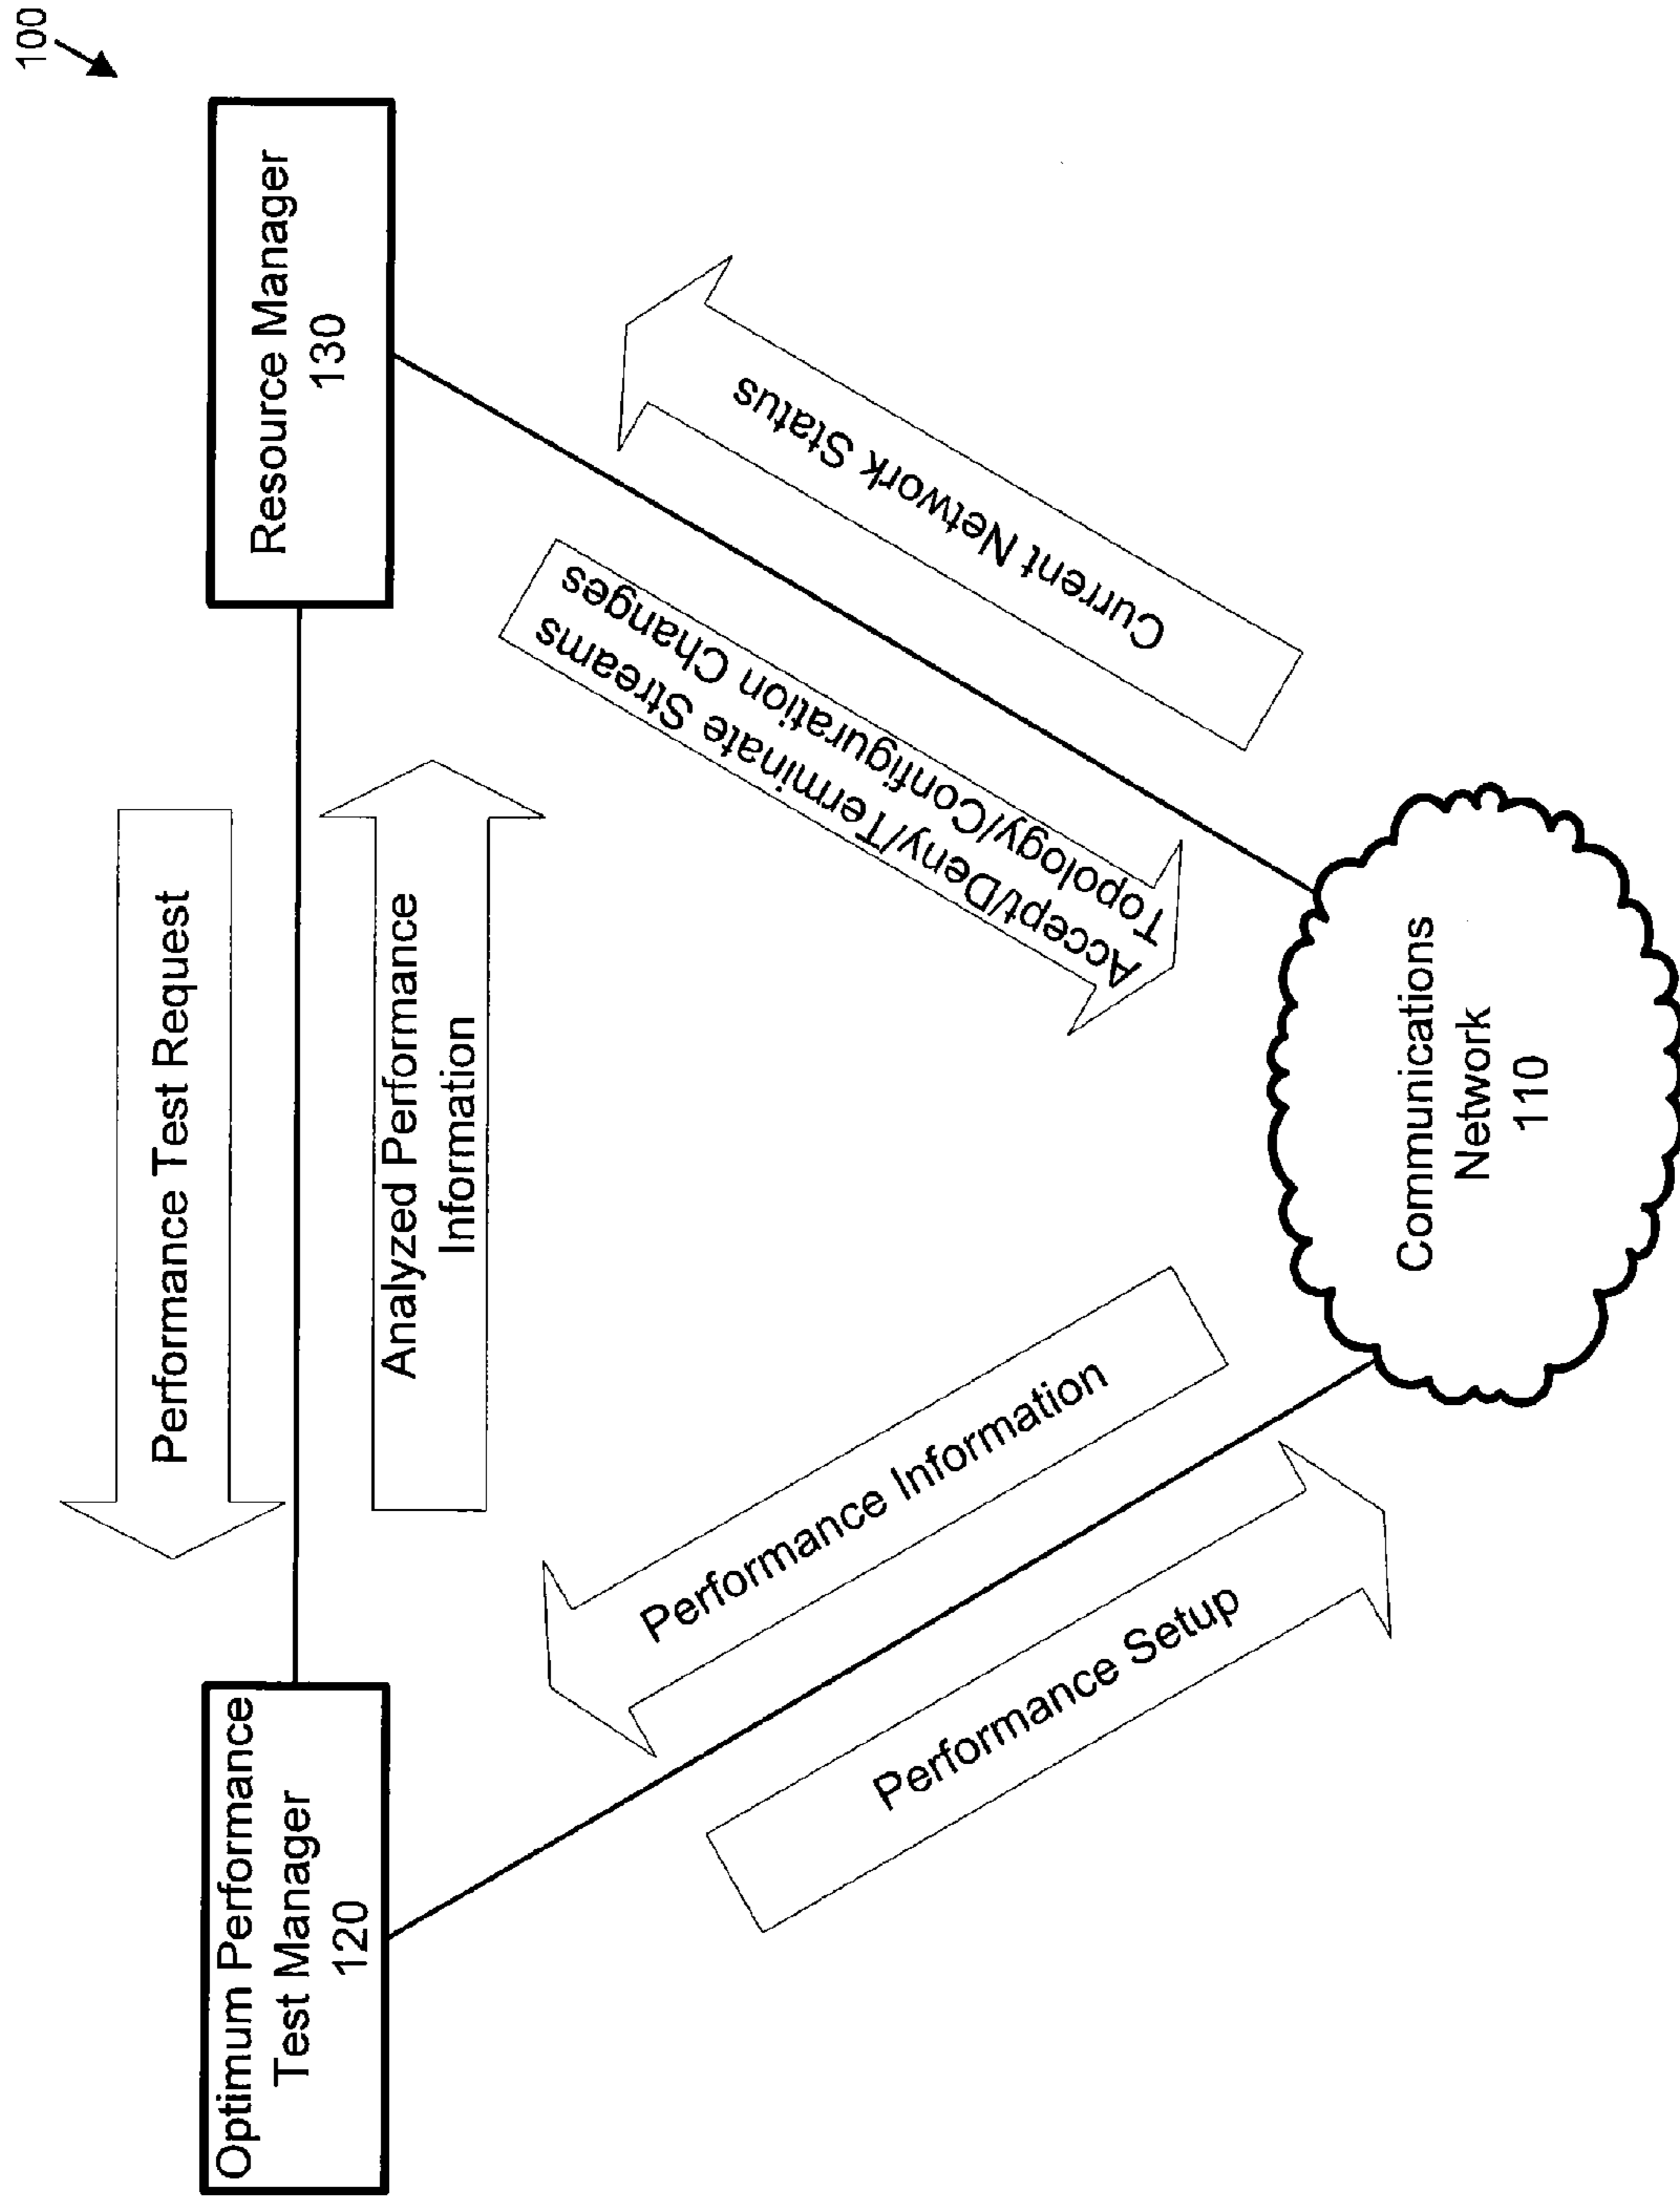 100
Optimum Performance
Test Manager
120
Performance Test Request
Analyzed Performance
Information
Resource Manager
130
Performance Information
Performance Setup
Accept/Deny/Terminate Streams
Topology/Configuration Changes
Current Network Status
Communications
Network
110